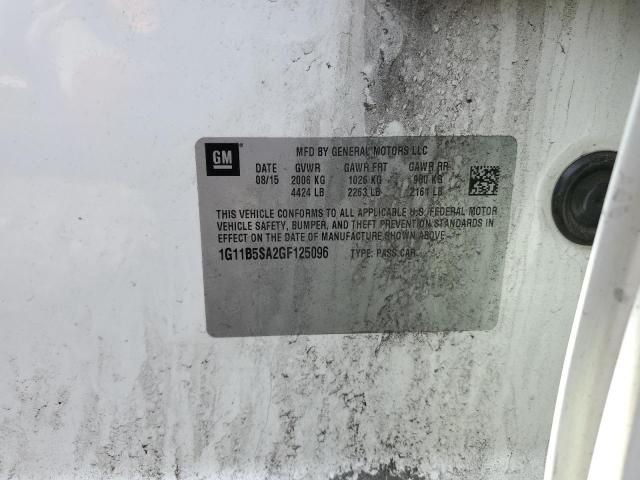 GM
MFD BY GENERAL MOTORS LLC
DATE GVWR GAWR FRT GAWR RR
08/15 2006 KG 1026 KG 980 KG
4424 LB 2263 LB 2161 LB
THIS VEHICLE CONFORMS TO ALL APPLICABLE U.S. FEDERAL MOTOR
VEHICLE SAFETY, BUMPER, AND THEFT PREVENTION STANDARDS
IN EFFECT ON THE DATE OF MANUFACTURE SHOWN ABOVE.
1G11B5SA2GF125096 TYPE: PASS CAR